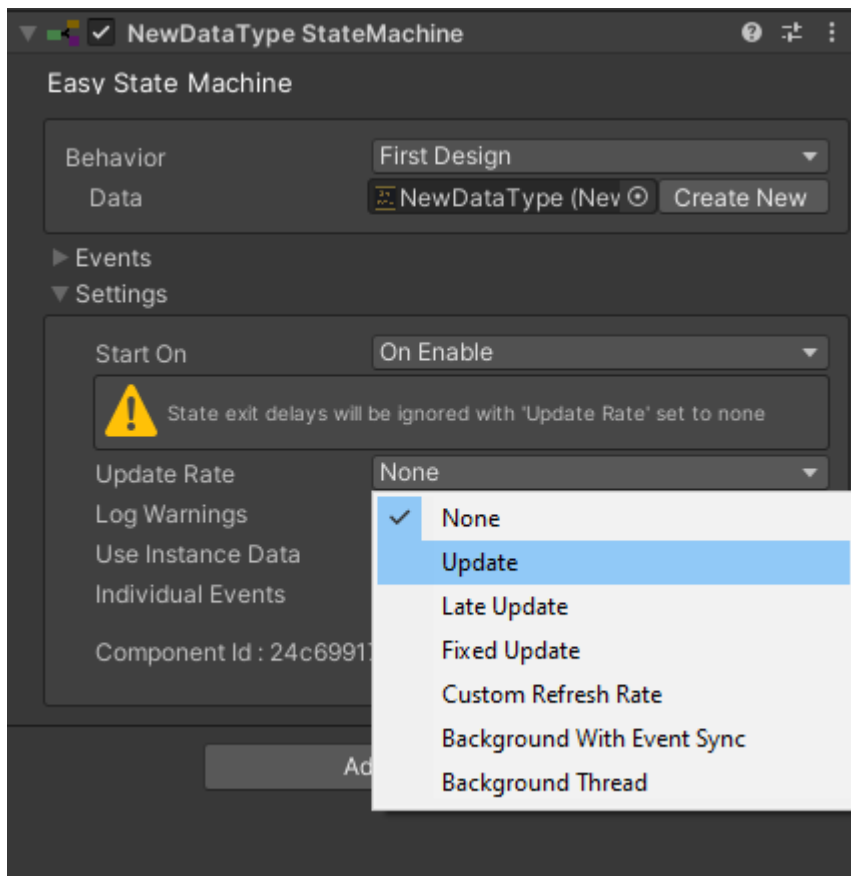 NewDataType StateMachine
Easy State Machine
Behavior First Design
Data NewDataType (Nev Create New
Events
Settings
Start On On Enable
State exit delays will be ignored with 'Update Rate' set to none
Update Rate None
Log Warnings None
Use Instance Data Update
Individual Events Late Update
Fixed Update
Component Id : 24c6991
Custom Refresh Rate
Background With Event Sync
Ad
Background Thread